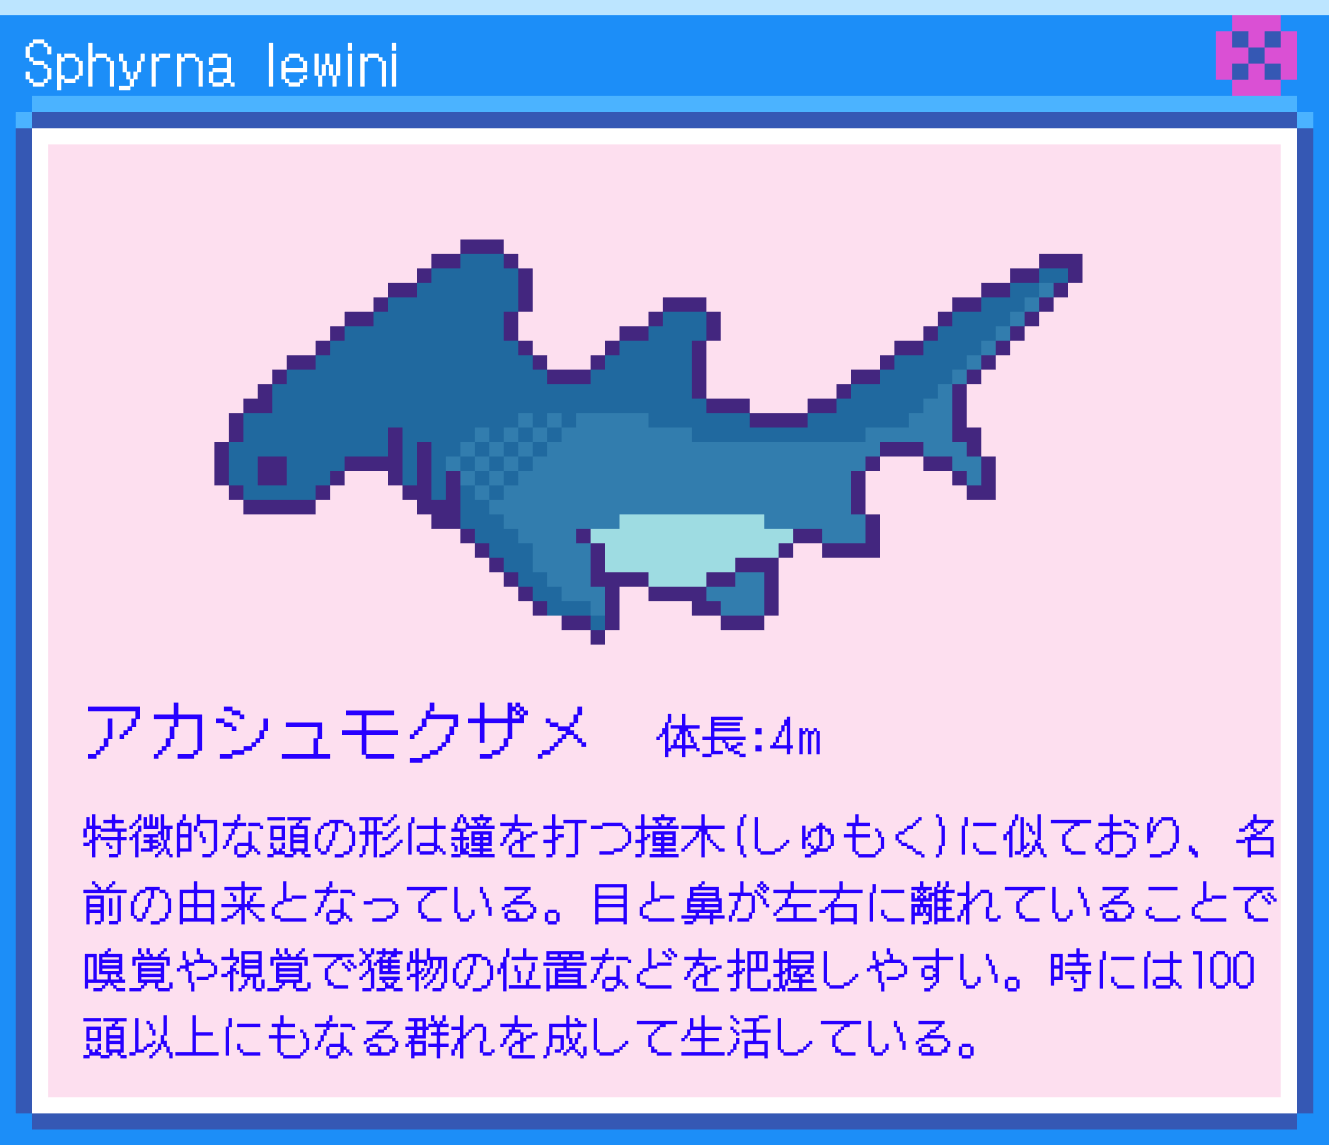 Sphyrna lewini
アカシュモクザメ 体長:4m
特徴的な頭の形は鐘を打つ撞木(しゅもく)に似ており、名
前の由来となっている。目と鼻が左右に離れていることで
嗅覚や視覚で獲物の位置などを把握しやすい。時には100
頭以上にもなる群れを成して生活している。